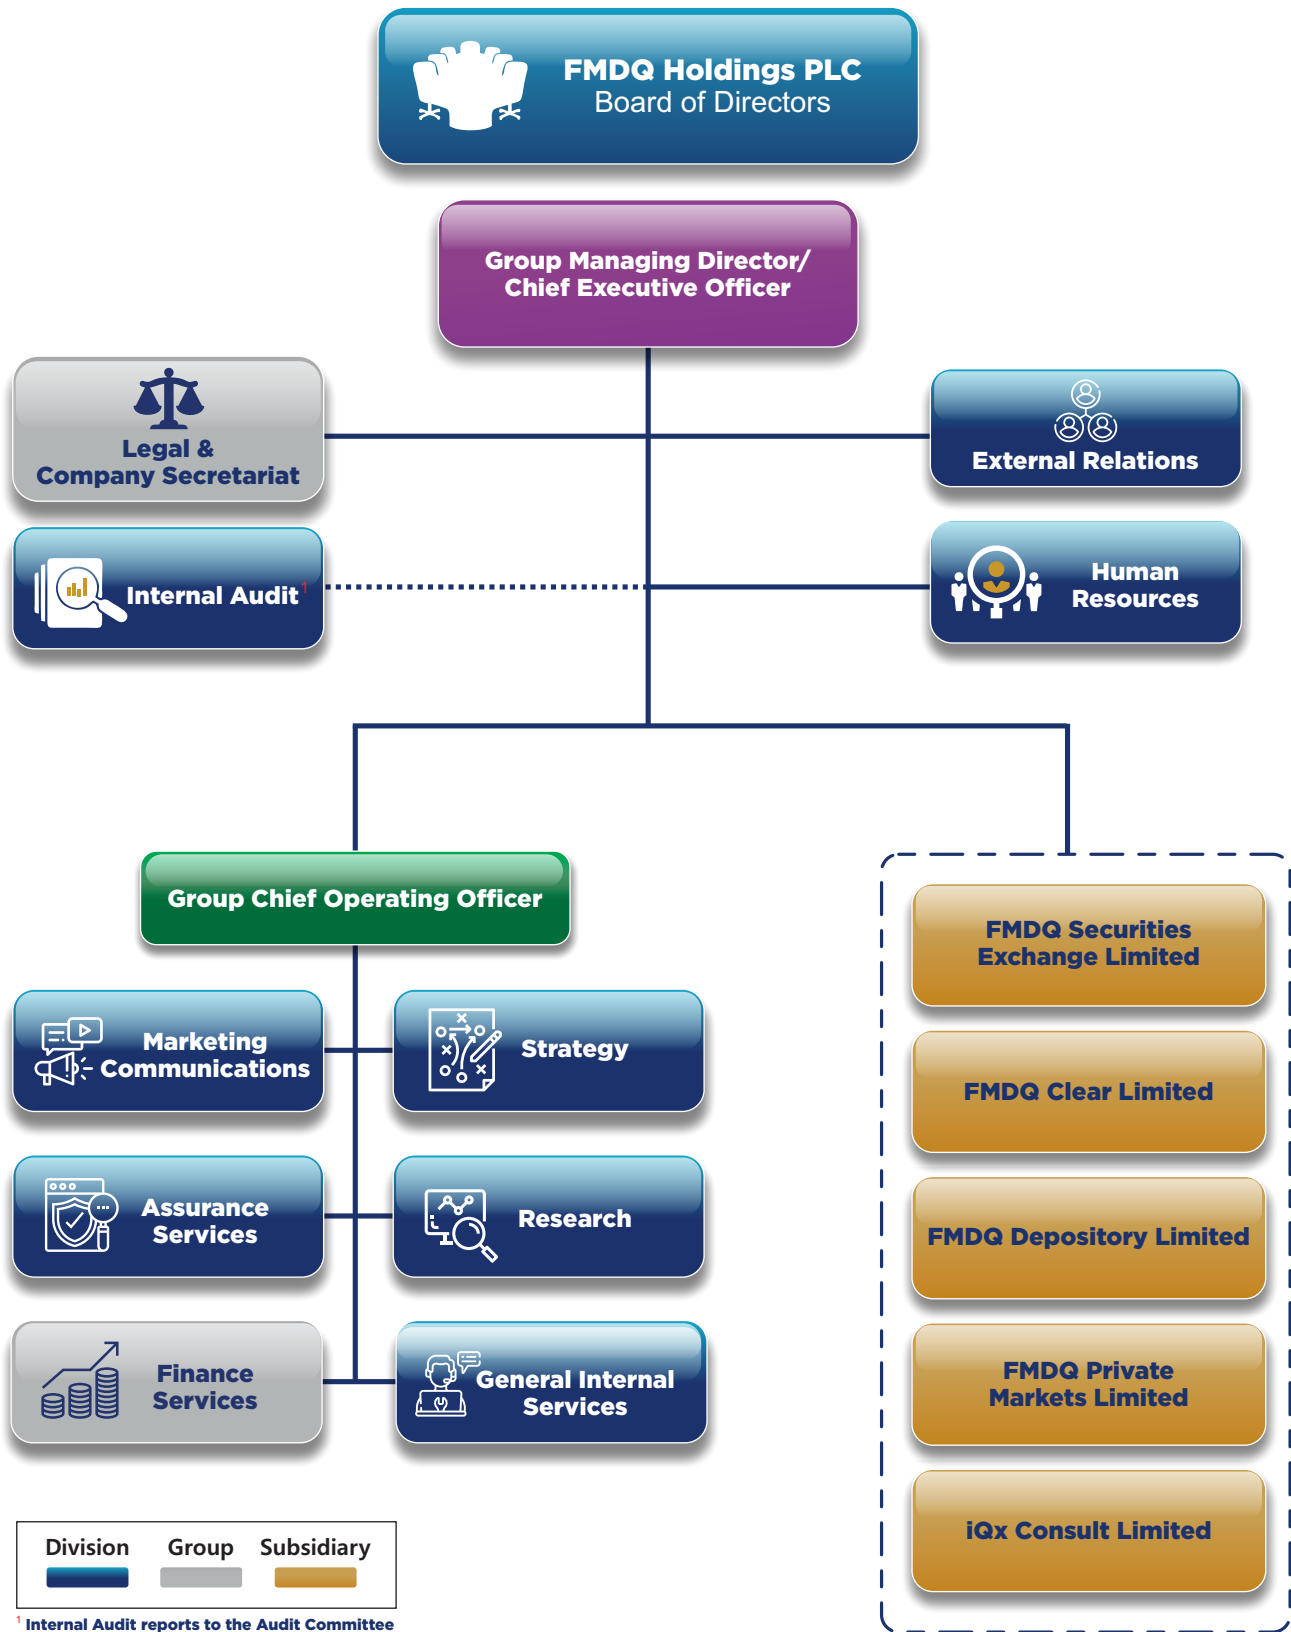 FMDQ Holdings PLC
Board of Directors
Group Managing Director/
Chief Executive Officer
Legal &
Company Secretariat
External Relations
Internal Audit¹
Human
Resources
Group Chief Operating Officer
Marketing
Communications
Strategy
Assurance
Services
Research
Finance
Services
General Internal
Services
FMDQ Securities
Exchange Limited
FMDQ Clear Limited
FMDQ Depository Limited
FMDQ Private
Markets Limited
iQx Consult Limited
Division Group Subsidiary
¹ Internal Audit reports to the Audit Committee